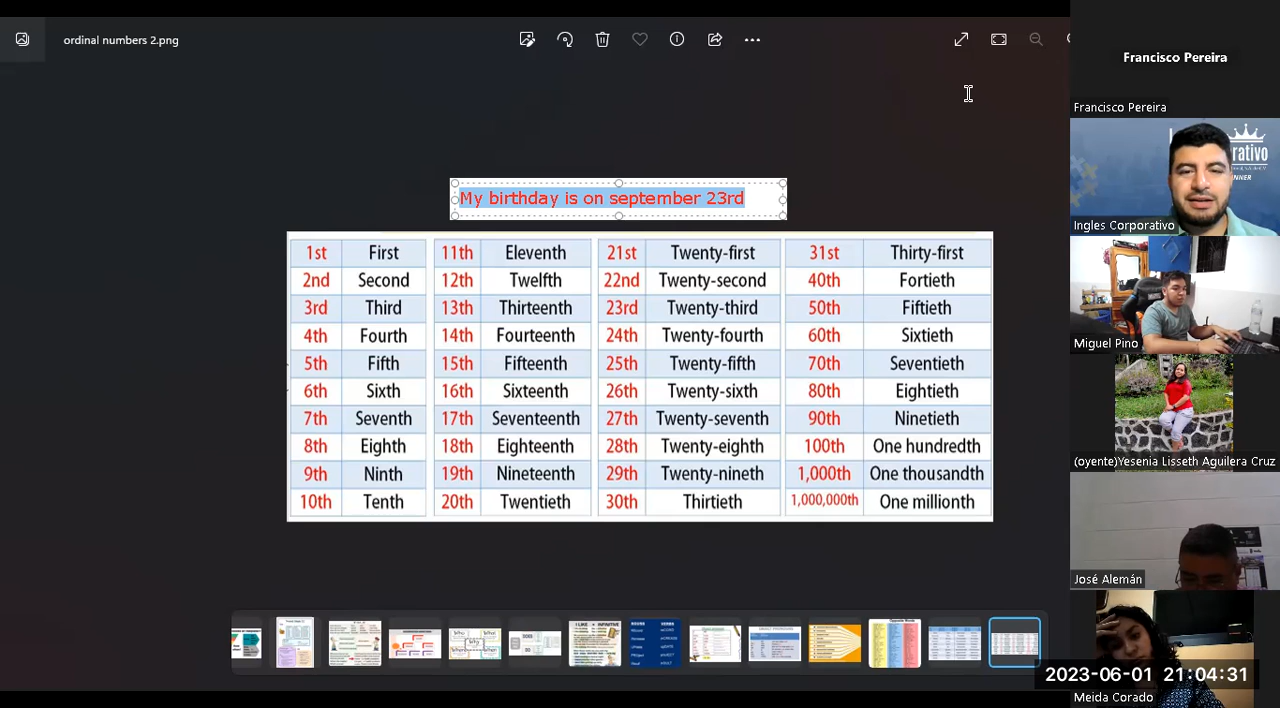 ordinal numbers 2.png
Francisco Pereira
Francisco Pereira
rativo
NNER
Ingles Corporativo
Miguel Pino
(oyente)Yesenia Lisseth Aguilera Cruz
José Alemán
Meida Corado
My birthday is on september 23rd
1st First 11th Eleventh 21st Twenty-first 31st Thirty-first
2nd Second 12th Twelfth 22nd Twenty-second 40th Fortieth
3rd Third 13th Thirteenth 23rd Twenty-third 50th Fiftieth
4th Fourth 14th Fourteenth 24th Twenty-fourth 60th Sixtieth
5th Fifth 15th Fifteenth 25th Twenty-fifth 70th Seventieth
6th Sixth 16th Sixteenth 26th Twenty-sixth 80th Eightieth
7th Seventh 17th Seventeenth 27th Twenty-seventh 90th Ninetieth
8th Eighth 18th Eighteenth 28th Twenty-eighth 100th One hundredth
9th Ninth 19th Nineteenth 29th Twenty-nineth 1,000th One thousandth
10th Tenth 20th Twentieth 30th Thirtieth 1,000,000th One millionth
2023-06-01 21:04:31